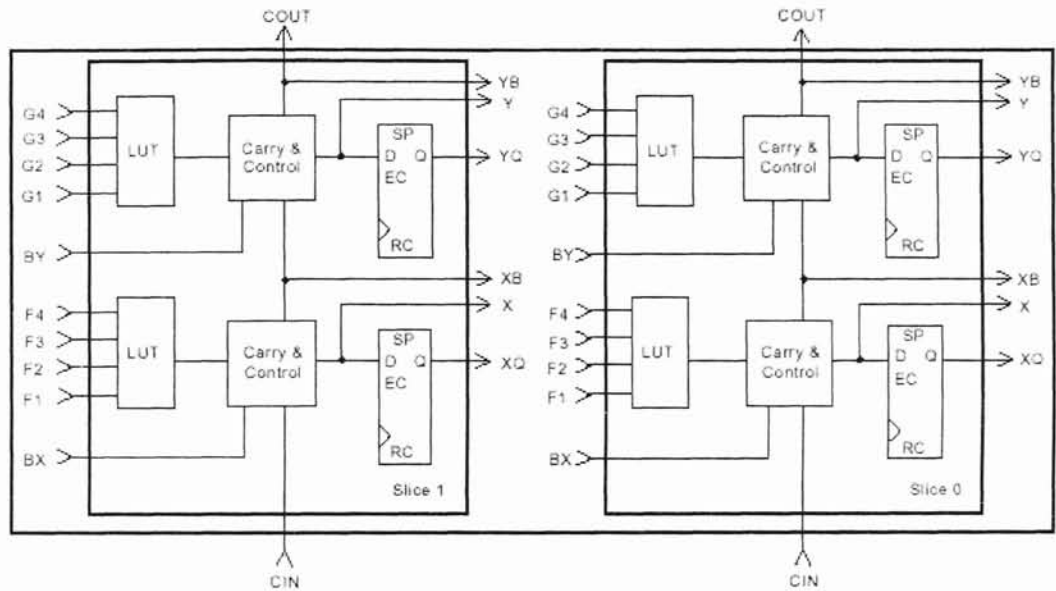 COUT
YB
Y
G4
G3
G2
G1
LUT
Carry &
Control
SP
D Q
EC
RC
YQ
BY
XB
X
F4
F3
F2
F1
LUT
Carry &
Control
SP
D Q
EC
RC
XQ
BX
Slice 1
CIN
COUT
YB
Y
G4
G3
G2
G1
LUT
Carry &
Control
SP
D Q
EC
RC
YQ
BY
XB
X
F4
F3
F2
F1
LUT
Carry &
Control
SP
D Q
EC
RC
XQ
BX
Slice 0
CIN